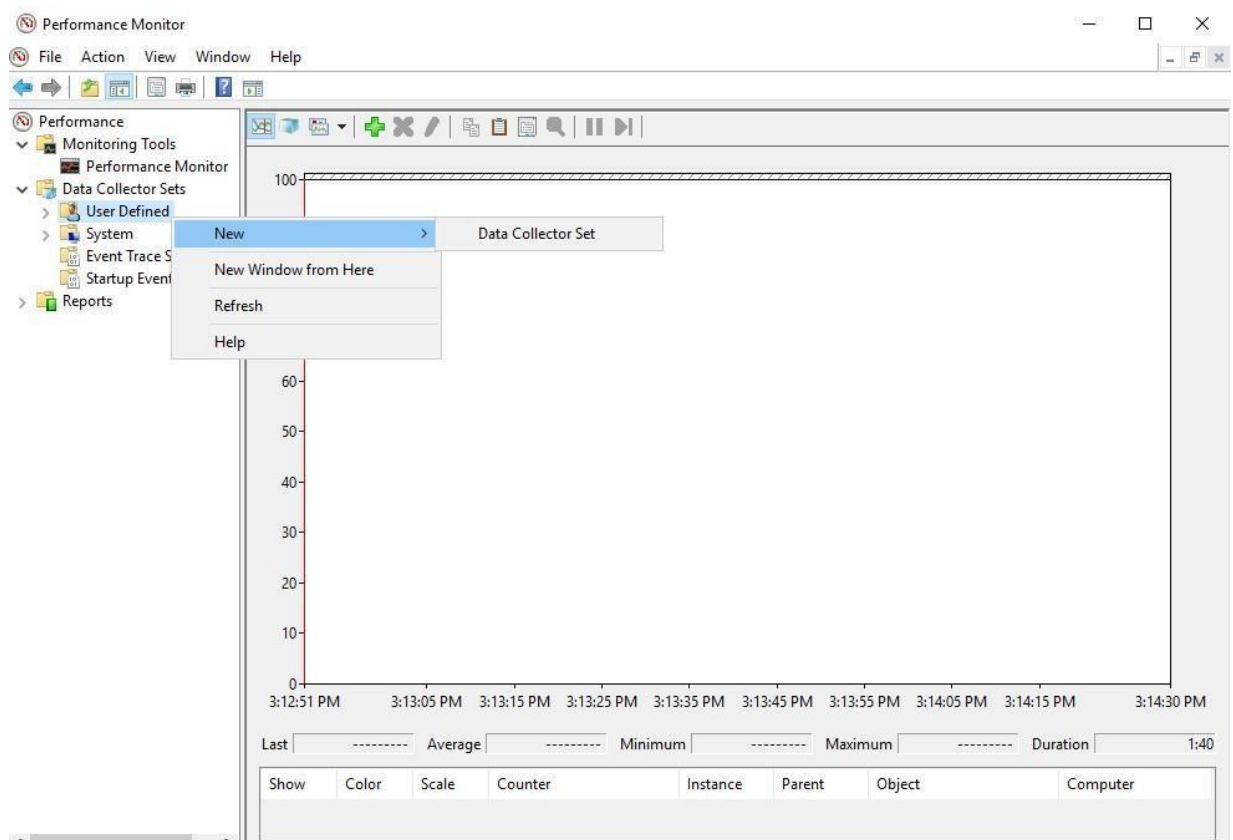 Performance Monitor
File Action View Window Help
Performance
Monitoring Tools
Performance Monitor
Data Collector Sets
User Defined
System
Event Trace S
Startup Event
Reports
New
New Window from Here
Refresh
Help
Data Collector Set
100
60
50
40
30
20
10
0
3:12:51 PM 3:13:05 PM 3:13:15 PM 3:13:25 PM 3:13:35 PM 3:13:45 PM 3:13:55 PM 3:14:05 PM 3:14:15 PM 3:14:30 PM
Last --------- Average --------- Minimum --------- Maximum --------- Duration 1:40
Show Color Scale Counter Instance Parent Object Computer